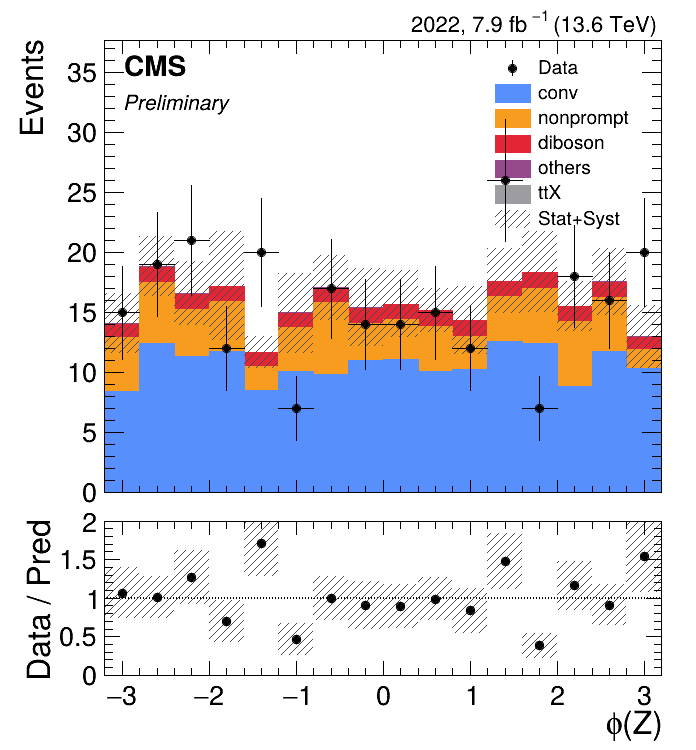 2022, 7.9 fb⁻¹ (13.6 TeV)
Events
CMS
Preliminary
Data
conv
nonprompt
diboson
others
ttX
Stat+Syst
35
30
25
20
15
10
5
0
Data / Pred
2
1.5
1
0.5
0
−3 −2 −1 0 1 2 3
ϕ(Z)